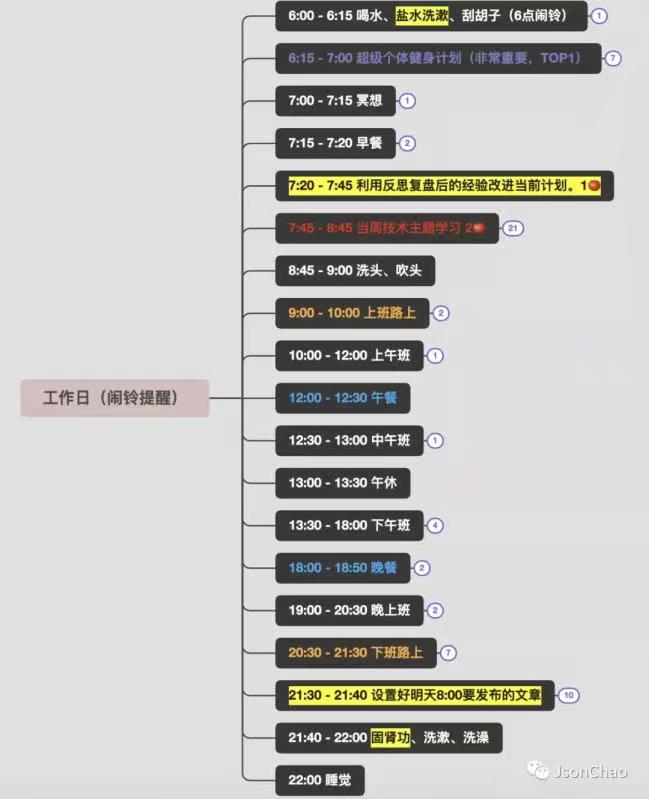 6:00 - 6:15 喝水、盐水洗漱、刮胡子（6点闹铃） 1
6:15 - 7:00 超级个体健身计划（非常重要，TOP1） 7
7:00 - 7:15 冥想 1
7:15 - 7:20 早餐 2
7:20 - 7:45 利用反思复盘后的经验改进当前计划。1🍅
7:45 - 8:45 当周技术主题学习 2🍅 21
8:45 - 9:00 洗头、吹头
9:00 - 10:00 上班路上 2
10:00 - 12:00 上午班 1
工作日（闹铃提醒）
12:00 - 12:30 午餐
12:30 - 13:00 中午班 1
13:00 - 13:30 午休
13:30 - 18:00 下午班 4
18:00 - 18:50 晚餐 2
19:00 - 20:30 晚上班 2
20:30 - 21:30 下班路上 7
21:30 - 21:40 设置好明天8:00要发布的文章 10
21:40 - 22:00 固肾功、洗漱、洗澡
22:00 睡觉
JsonChao